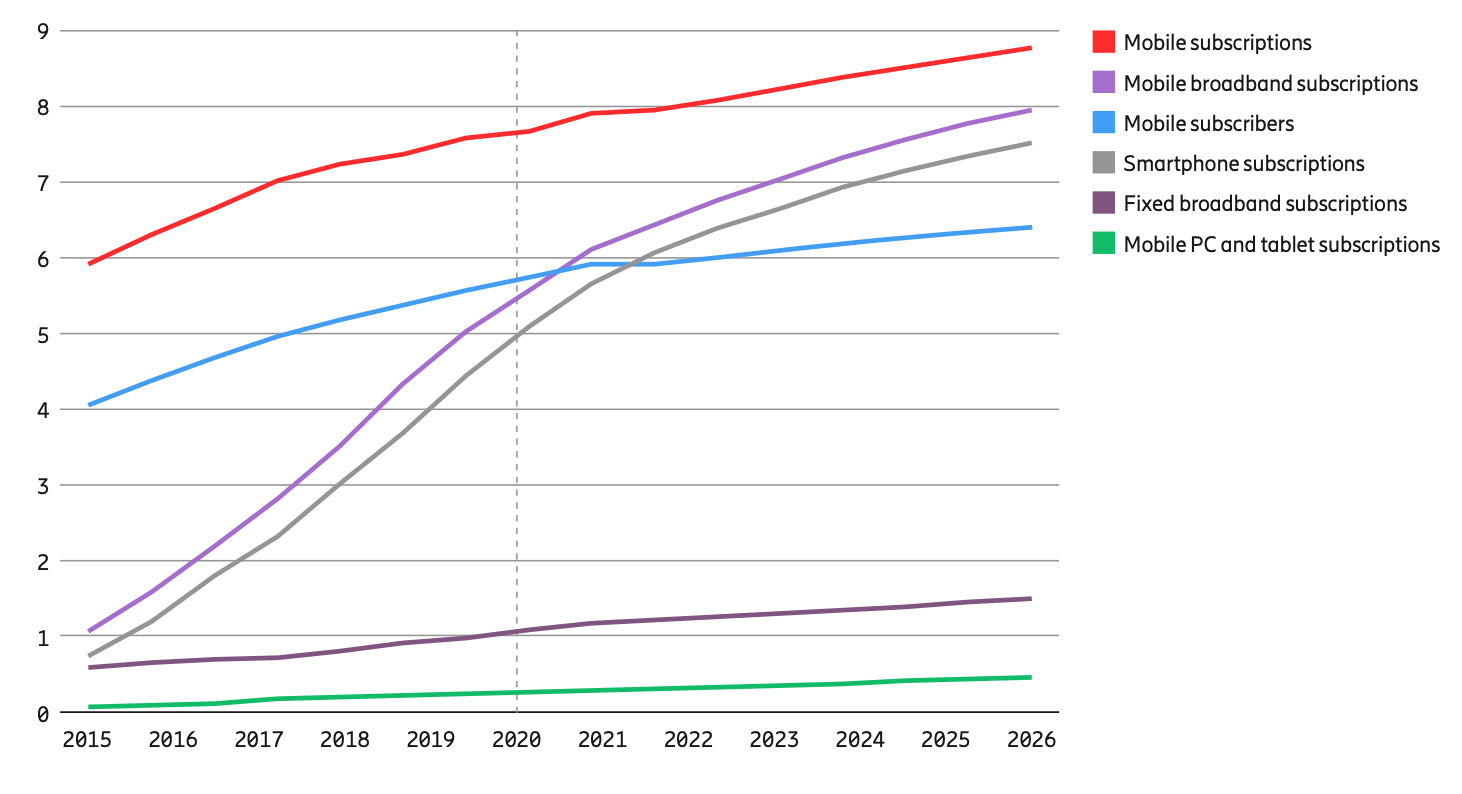 9
8
7
6
5
4
3
2
1
0
2015 2016 2017 2018 2019 2020 2021 2022 2023 2024 2025 2026
Mobile subscriptions
Mobile broadband subscriptions
Mobile subscribers
Smartphone subscriptions
Fixed broadband subscriptions
Mobile PC and tablet subscriptions